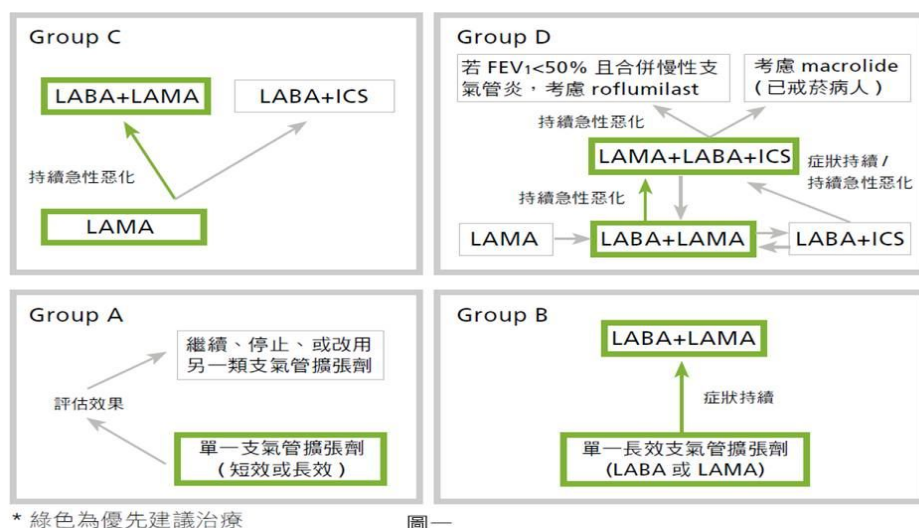 Group C
LABA+LAMA
LABA+ICS
持續急性惡化
LAMA
Group D
若 FEV₁<50% 且合併慢性支
氣管炎，考慮 roflumilast
考慮 macrolide
（已戒菸病人）
持續急性惡化
LAMA+LABA+ICS
症狀持續 /
持續急性惡化
持續急性惡化
LAMA
LABA+LAMA
LABA+ICS
Group A
繼續、停止、或改用
另一類支氣管擴張劑
評估效果
單一支氣管擴張劑
（短效或長效）
Group B
LABA+LAMA
症狀持續
單一長效支氣管擴張劑
(LABA 或 LAMA)
* 綠色為優先建議治療
圖一